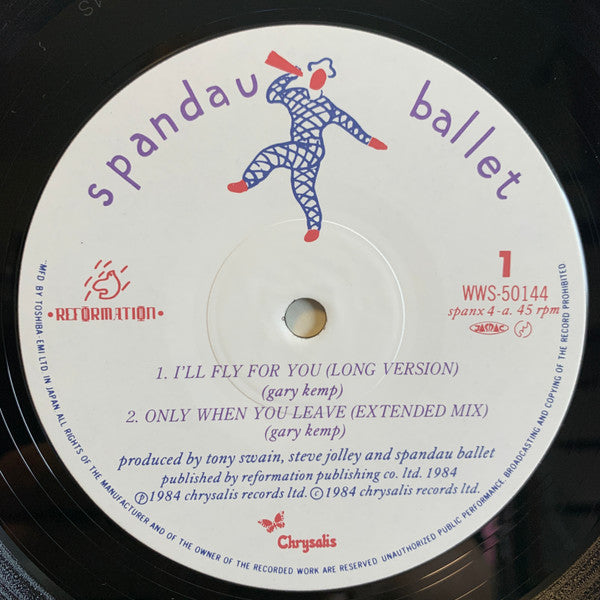 spandau ballet
1
WWS-50144
spanx 4-a. 45 rpm
JASRAC
• REFORMATION •
1. I'LL FLY FOR YOU (LONG VERSION)
(gary kemp)
2. ONLY WHEN YOU LEAVE (EXTENDED MIX)
(gary kemp)
produced by tony swain, steve jolley and spandau ballet
published by reformation publishing co. ltd. 1984
℗1984 chrysalis records ltd. ©1984 chrysalis records ltd.
Chrysalis
MFD BY TOSHIBA-EMI LTD. IN JAPAN ALL RIGHTS OF THE MANUFACTURER AND OF THE OWNER OF THE RECORDED WORK ARE RESERVED UNAUTHORIZED PUBLIC PERFORMANCE. BROADCASTING AND COPYING OF THE RECORD PROHIBITED